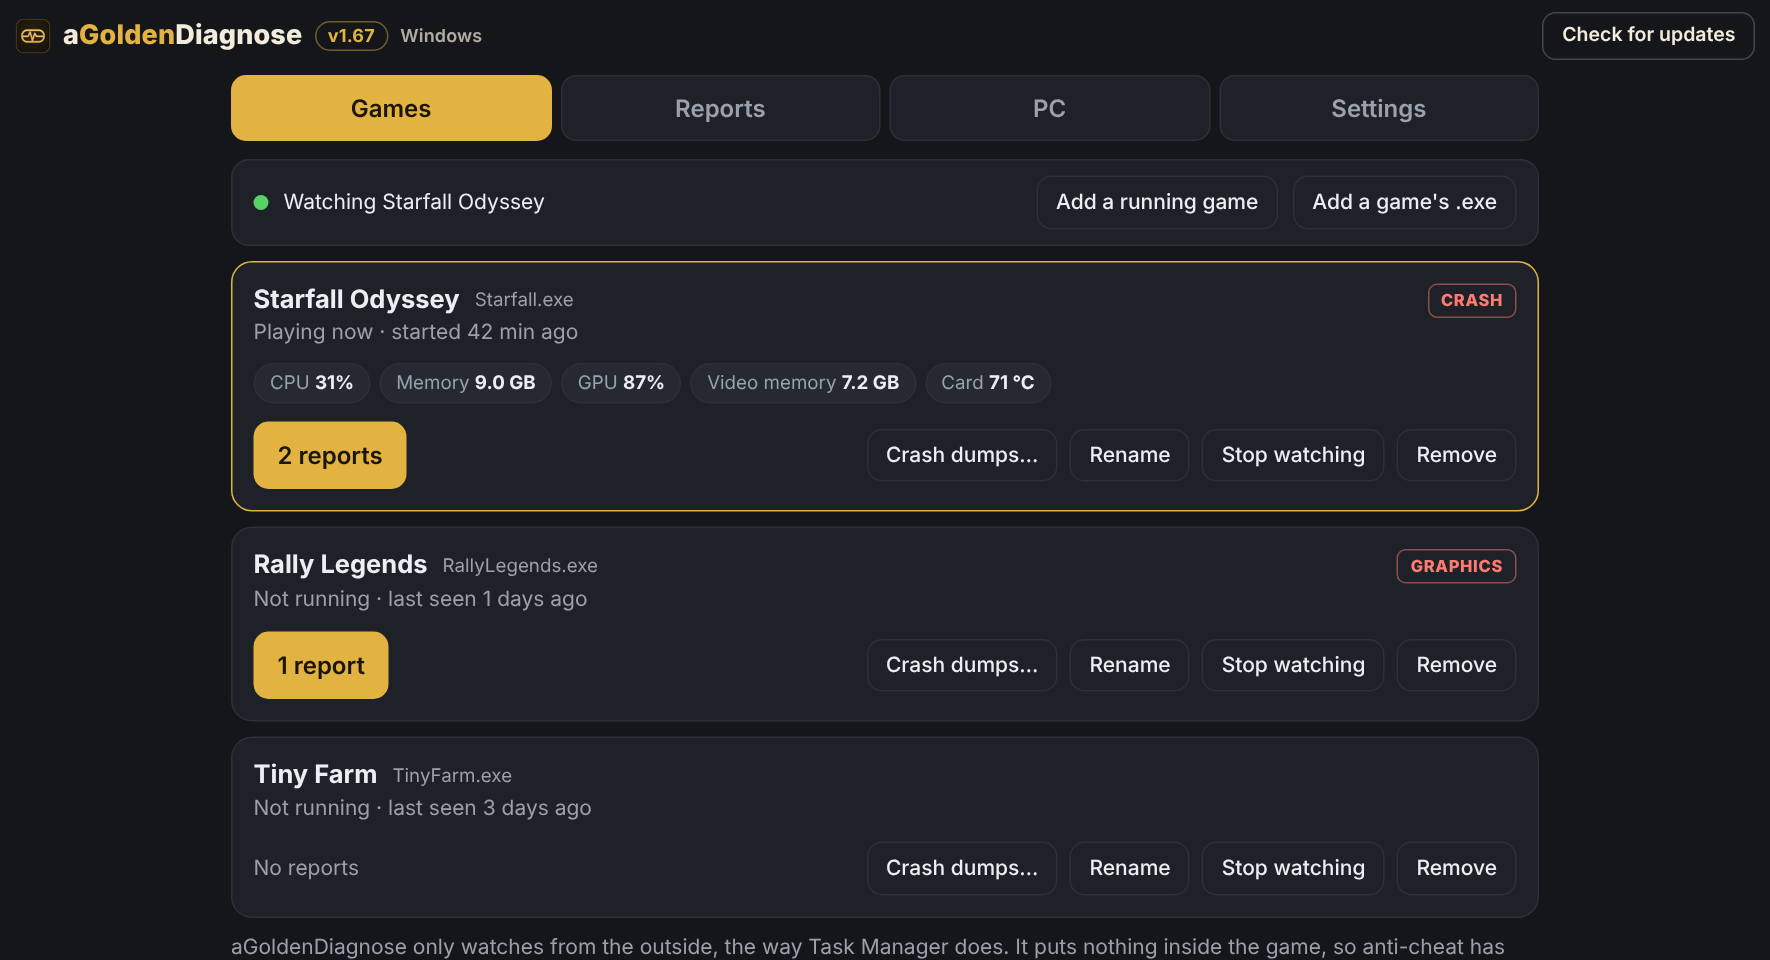 aGoldenDiagnose v1.67 Windows Check for updates
Games Reports PC Settings
Watching Starfall Odyssey Add a running game Add a game's .exe
Starfall Odyssey Starfall.exe CRASH
Playing now · started 42 min ago
CPU 31% Memory 9.0 GB GPU 87% Video memory 7.2 GB Card 71 °C
2 reports Crash dumps... Rename Stop watching Remove
Rally Legends RallyLegends.exe GRAPHICS
Not running · last seen 1 days ago
1 report Crash dumps... Rename Stop watching Remove
Tiny Farm TinyFarm.exe
Not running · last seen 3 days ago
No reports Crash dumps... Rename Stop watching Remove
aGoldenDiagnose only watches from the outside, the way Task Manager does. It puts nothing inside the game, so anti-cheat has